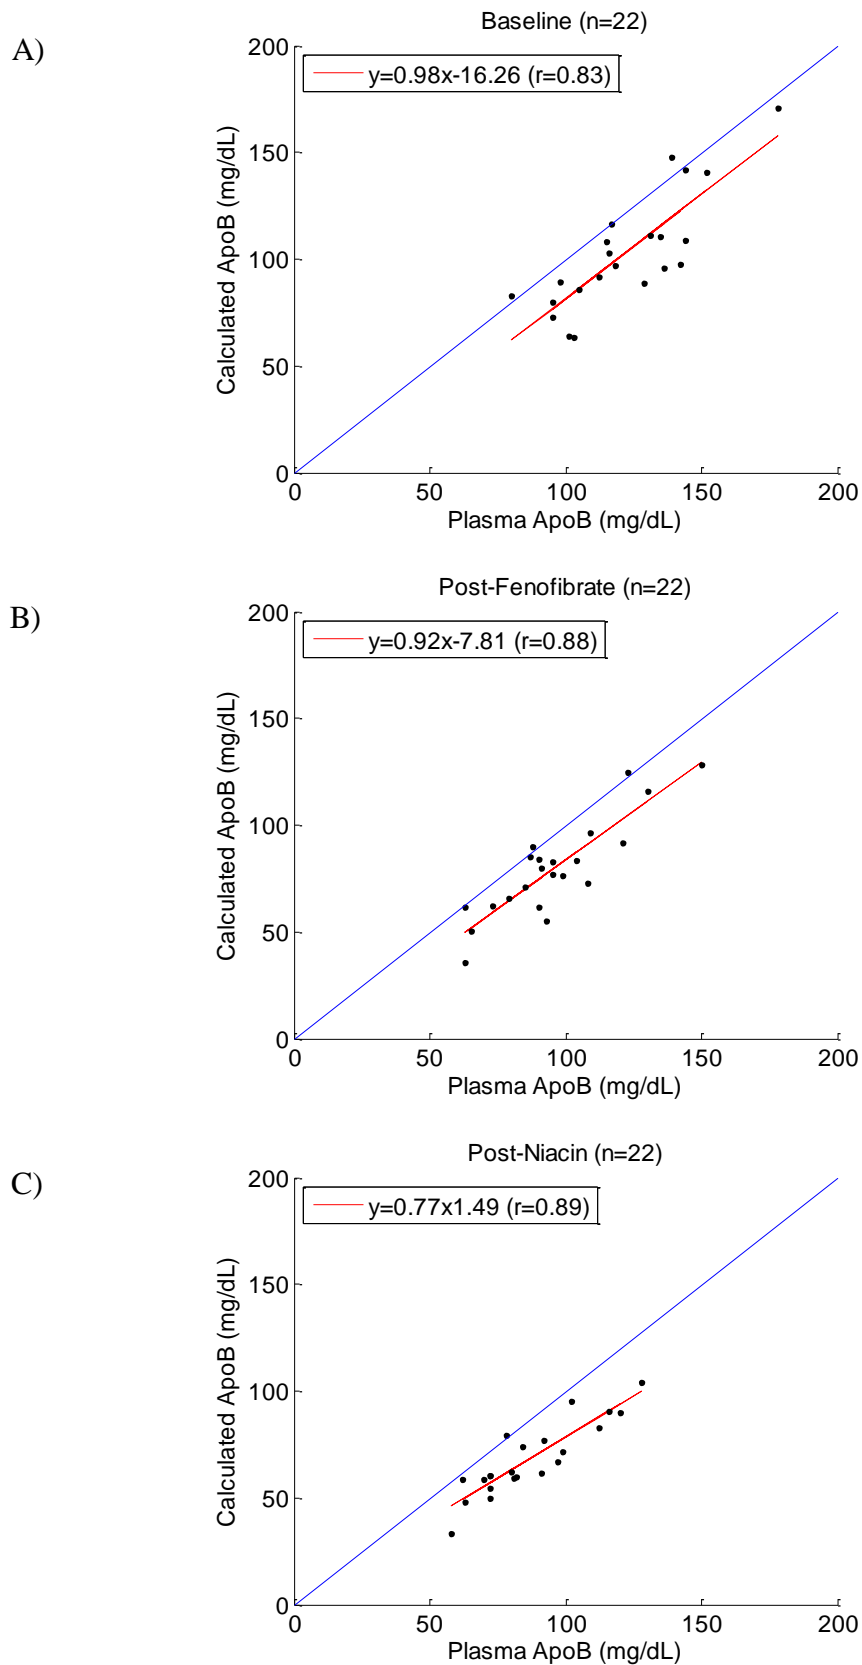 A)
Baseline (n=22)
y=0.98x-16.26 (r=0.83)
200
150
100
50
0
Calculated ApoB (mg/dL)
0 50 100 150 200
Plasma ApoB (mg/dL)
B)
Post-Fenofibrate (n=22)
y=0.92x-7.81 (r=0.88)
200
150
100
50
0
Calculated ApoB (mg/dL)
0 50 100 150 200
Plasma ApoB (mg/dL)
C)
Post-Niacin (n=22)
y=0.77x1.49 (r=0.89)
200
150
100
50
0
Calculated ApoB (mg/dL)
0 50 100 150 200
Plasma ApoB (mg/dL)